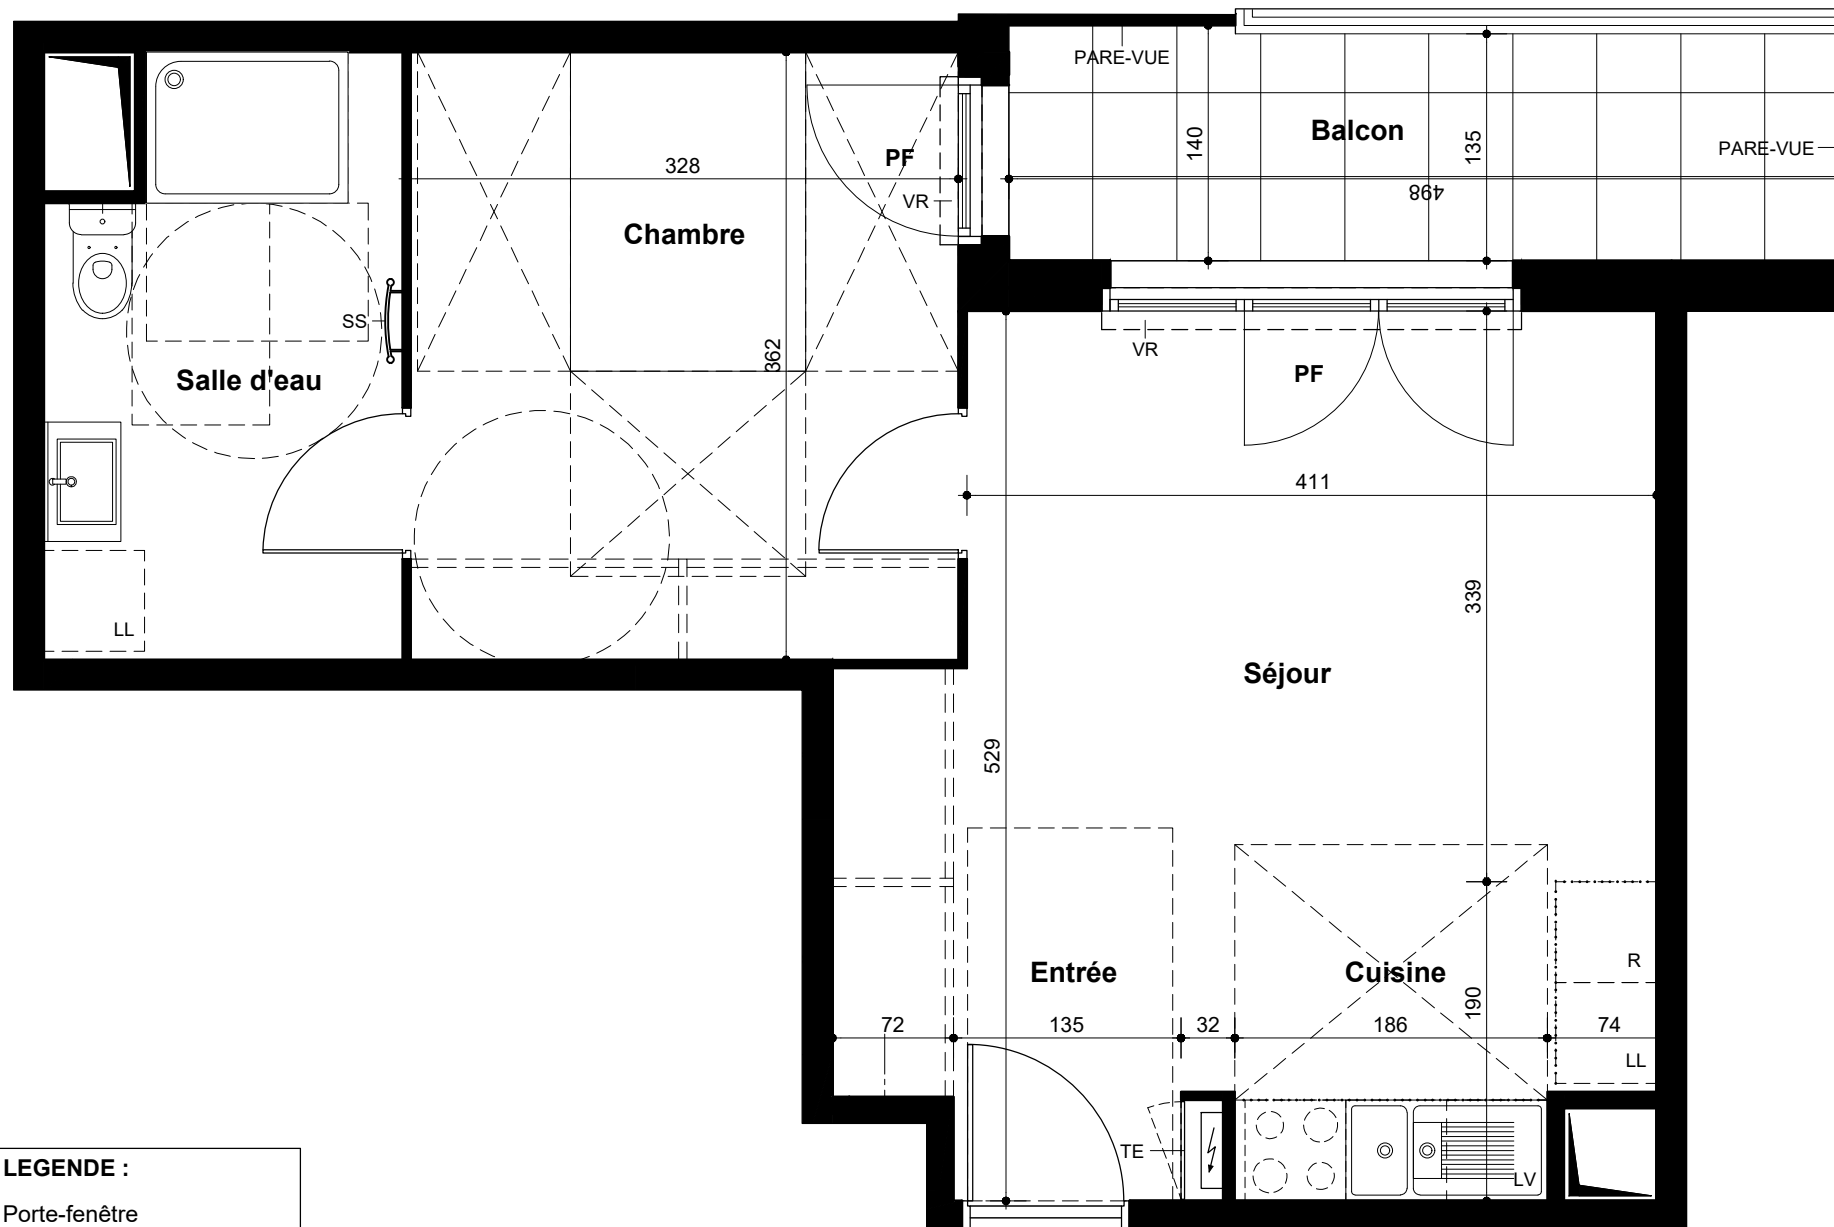 PARE-VUE
Balcon
140
135
PARE-VUE
498
328
PF
VR
Chambre
362
SS
Salle d'eau
VR
PF
411
LL
339
Séjour
529
Entrée
Cuisine
R
190
72
135
32
186
74
LL
TE
LV
LEGENDE :
Porte-fenêtre